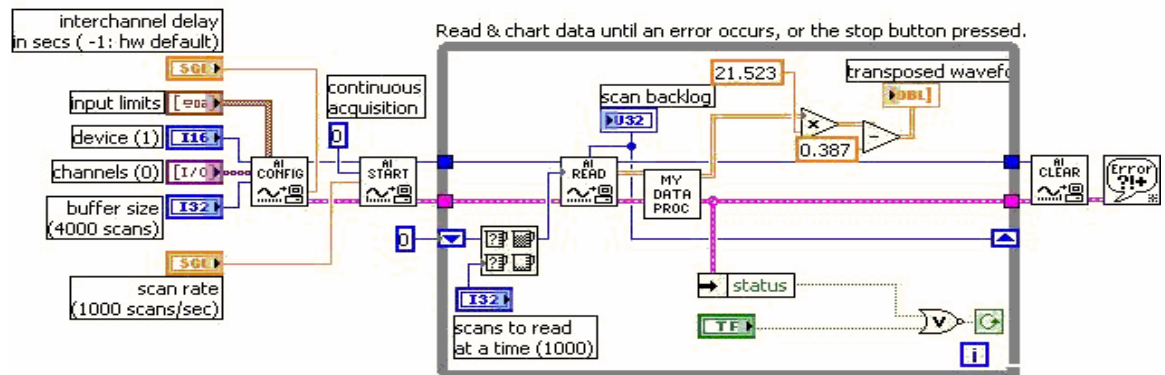 interchannel delay
in secs ( -1: hw default)
SGL
input limits
device (1)
I16
channels (0)
[I/O]
buffer size
(4000 scans)
I32
AI
CONFIG
SGL
scan rate
(1000 scans/sec)
continuous
acquisition
0
AI
START
Read & chart data until an error occurs, or the stop button pressed.
scan backlog
U32
21.523
transposed wavefo
DBL]
x
0.387
-
AI
READ
MY
DATA
PROC
0
I32
scans to read
at a time (1000)
status
TF
V
i
AI
CLEAR
Error
?!+